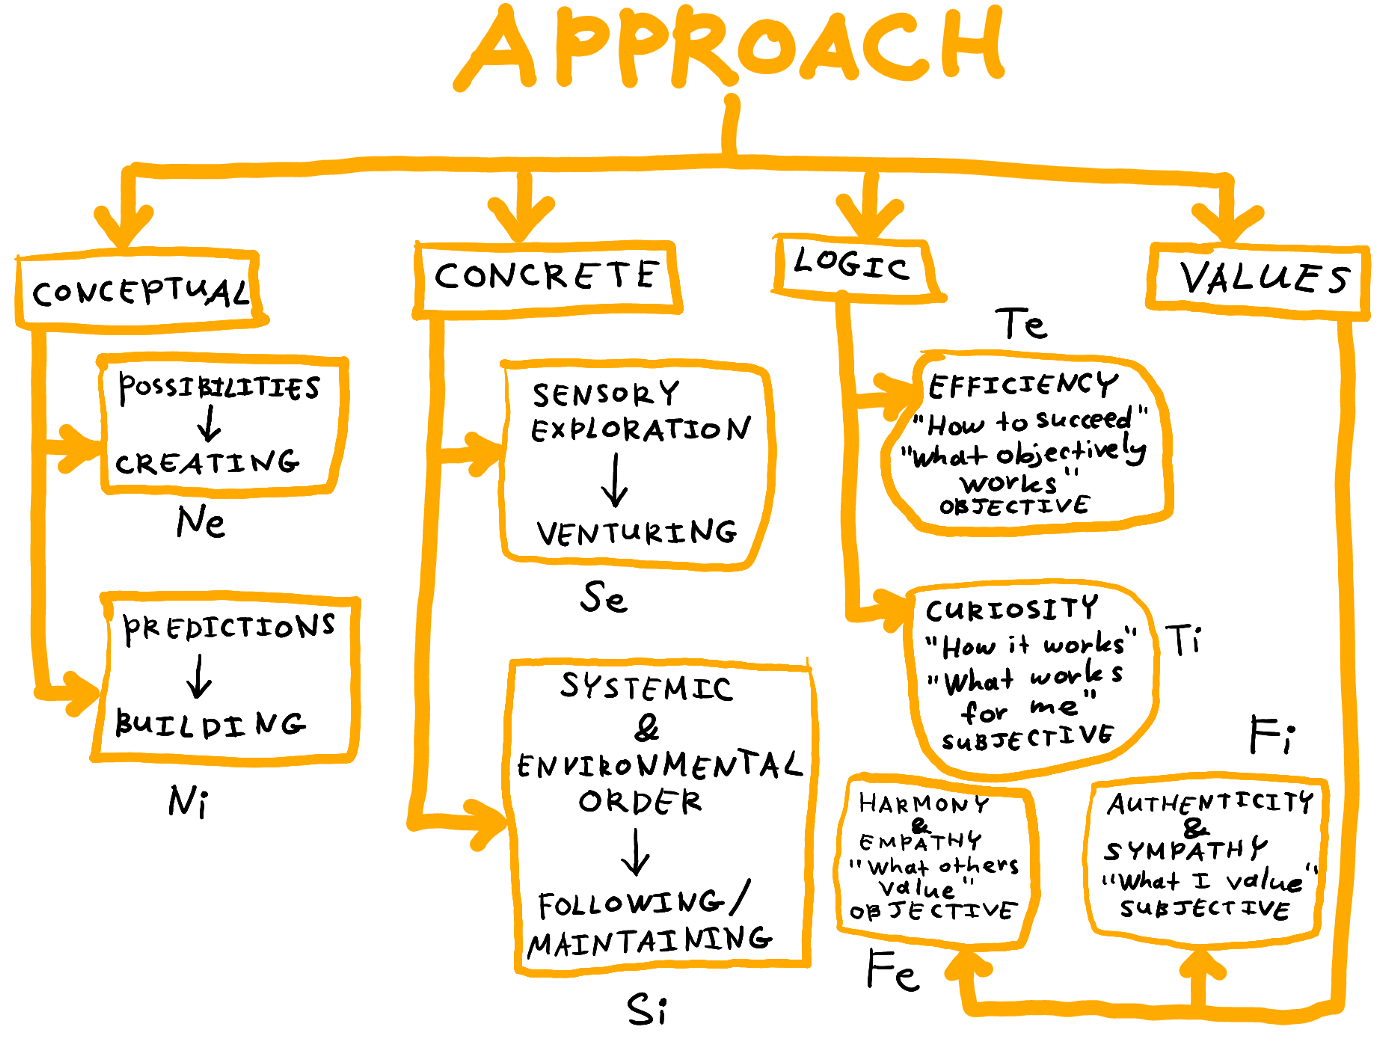 APPROACH
CONCEPTUAL
CONCRETE
LOGIC
VALUES
POSSIBILITIES
CREATING
Ne
PREDICTIONS
BUILDING
Ni
SENSORY
EXPLORATION
VENTURING
Se
SYSTEMIC
&
ENVIRONMENTAL
ORDER
FOLLOWING/
MAINTAINING
Si
Te
EFFICIENCY
"How to succeed"
"What objectively
works"
OBJECTIVE
CURIOSITY
"How it works"
"What works
for me"
SUBJECTIVE
Ti
HARMONY
&
EMPATHY
"What others
value"
OBJECTIVE
Fe
Fi
AUTHENTICITY
&
SYMPATHY
"What I value"
SUBJECTIVE